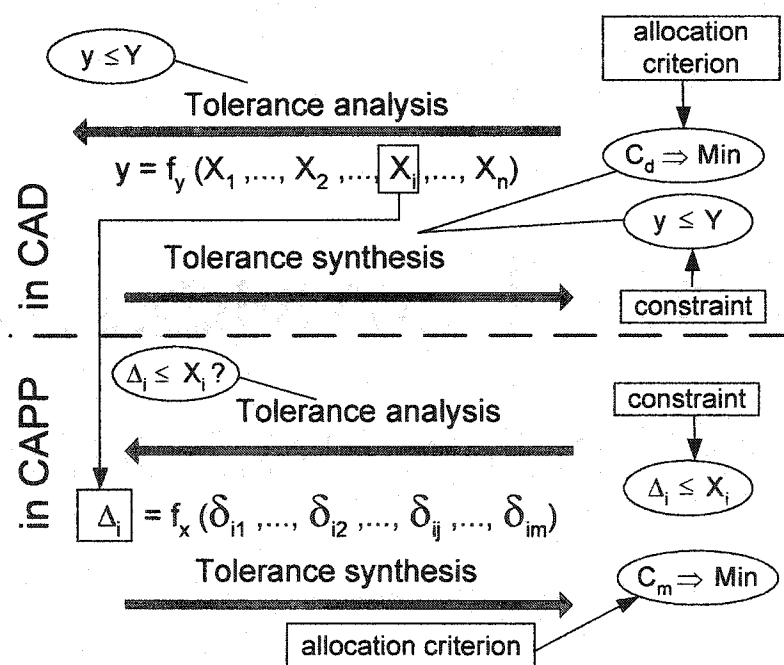 y ≤ Y
allocation
criterion
Tolerance analysis
C_d ⇒ Min
y = f_y (X_1 ,..., X_2 ,..., X_i ,..., X_n)
y ≤ Y
in CAD
Tolerance synthesis
constraint
Δ_i ≤ X_i ?
Tolerance analysis
constraint
in CAPP
Δ_i ≤ X_i
Δ_i = f_x (δ_i1 ,..., δ_i2 ,..., δ_ij ,..., δ_im)
Tolerance synthesis
C_m ⇒ Min
allocation criterion